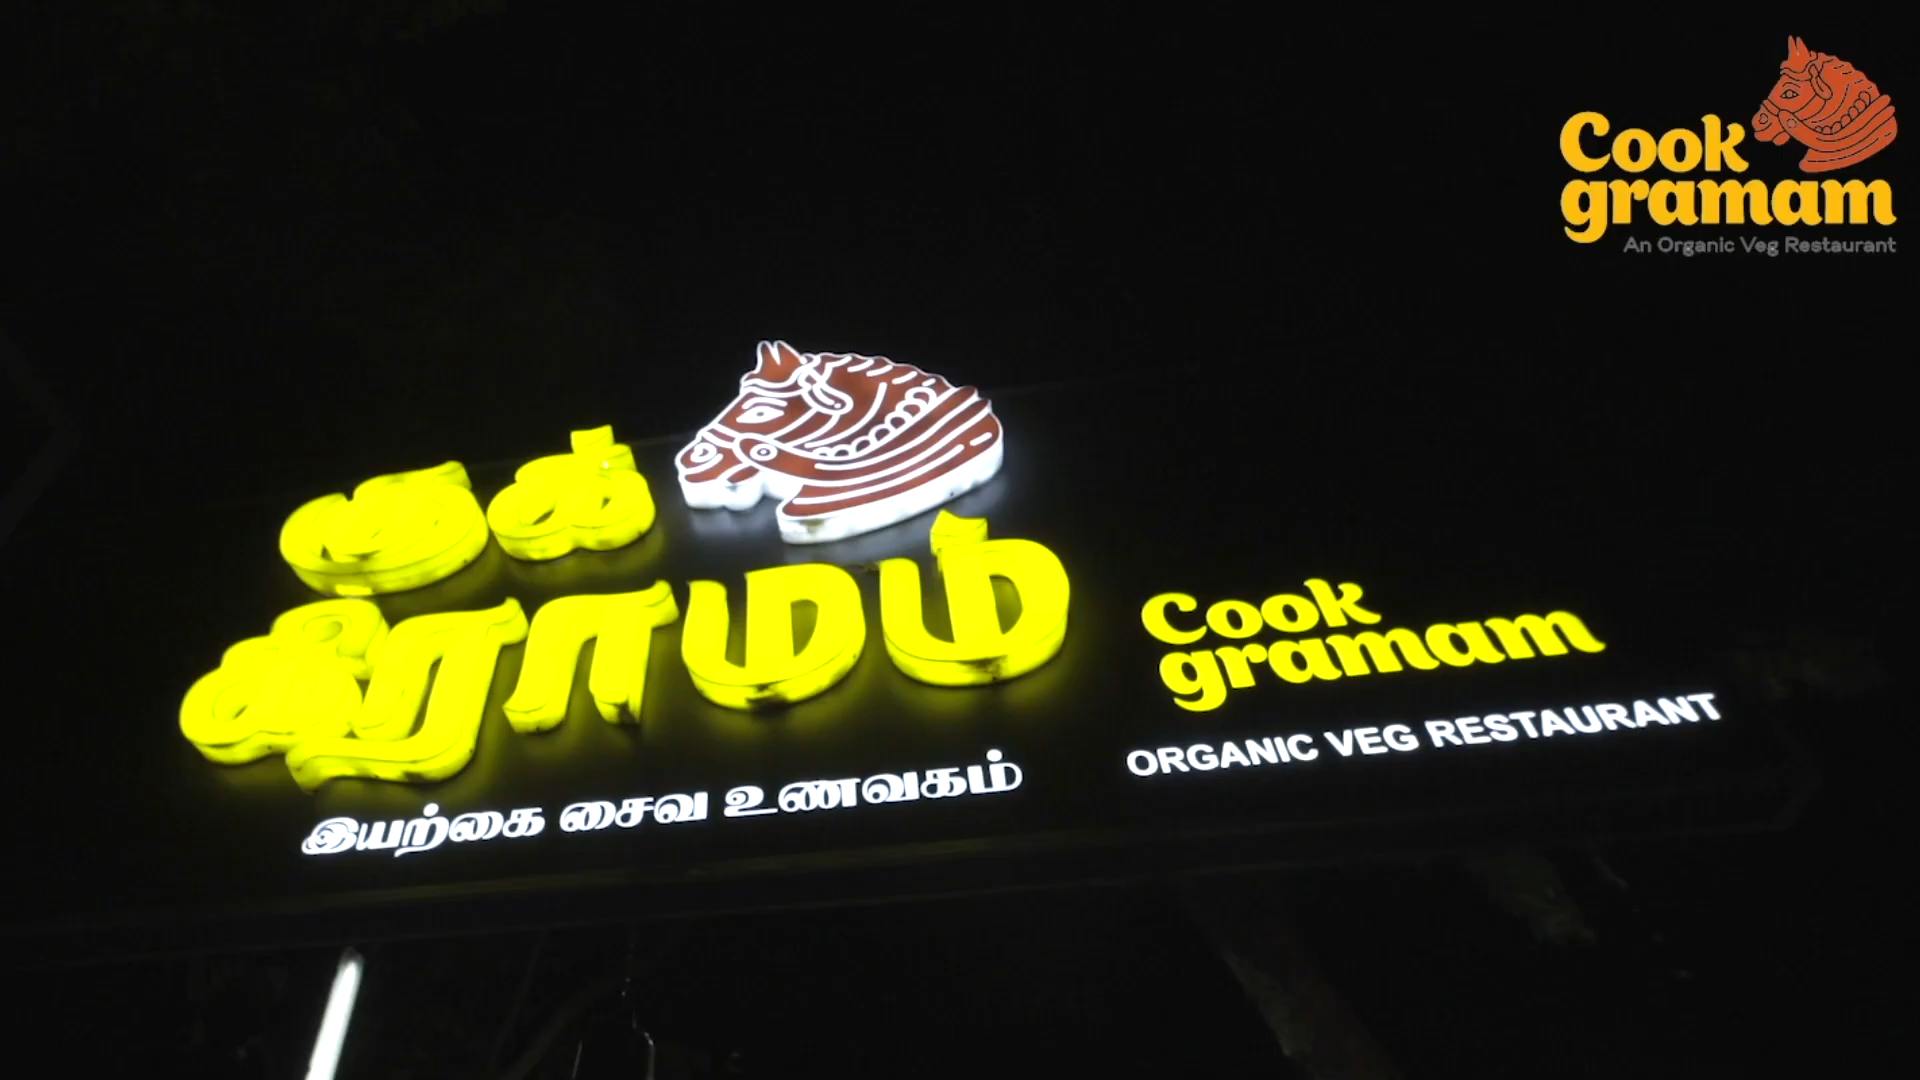 Cook
gramam
An Organic Veg Restaurant
குக்
கிராமம்
இயற்கை சைவ உணவகம்
Cook
gramam
ORGANIC VEG RESTAURANT